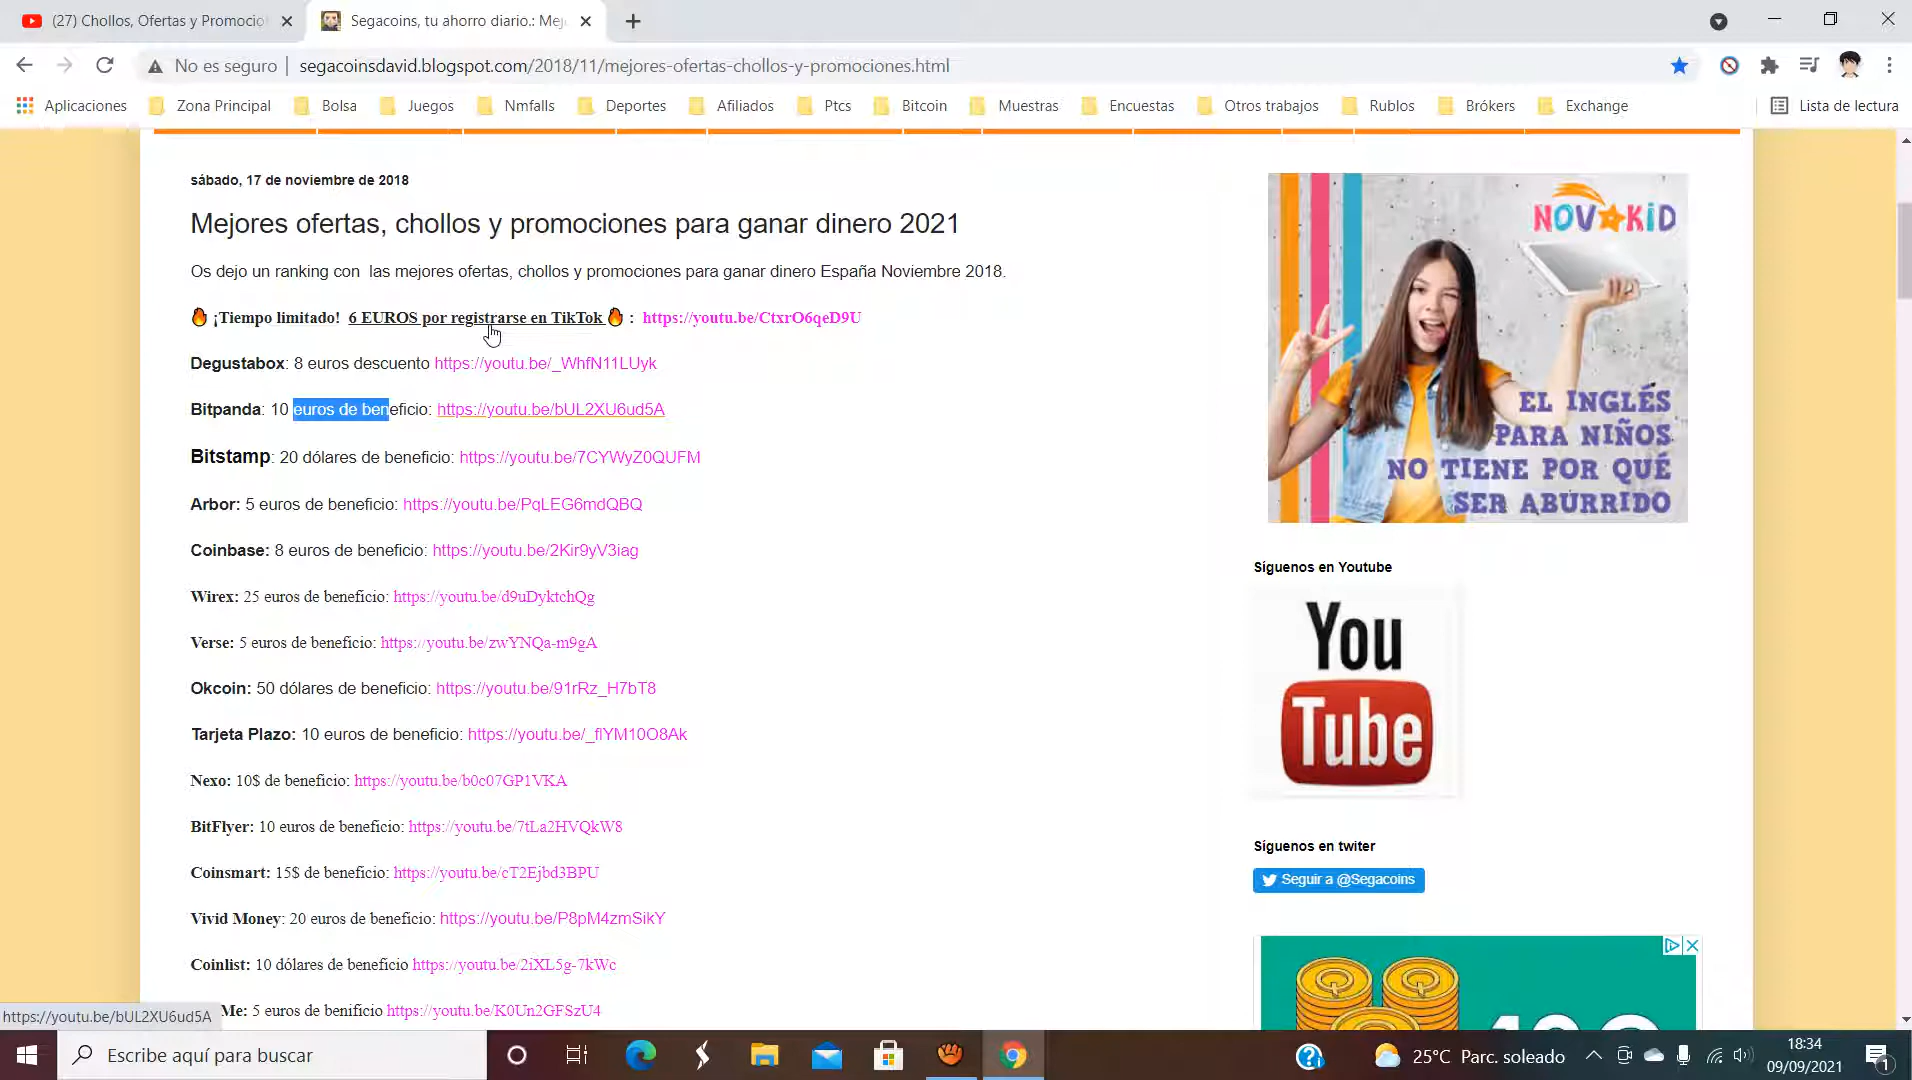 (27) Chollos, Ofertas y Promocio
Segacoins, tu ahorro diario.: Mej
No es seguro
segacoinsdavid.blogspot.com/2018/11/mejores-ofertas-chollos-y-promociones.html
Aplicaciones
Zona Principal
Bolsa
Juegos
Nmfalls
Deportes
Afiliados
Ptcs
Bitcoin
Muestras
Encuestas
Otros trabajos
Rublos
Brókers
Exchange
Lista de lectura
sábado, 17 de noviembre de 2018
Mejores ofertas, chollos y promociones para ganar dinero 2021
Os dejo un ranking con las mejores ofertas, chollos y promociones para ganar dinero España Noviembre 2018.
🔥 ¡Tiempo limitado! 6 EUROS por registrarse en TikTok 🔥 : https://youtu.be/CtxrO6qeD9U
Degustabox: 8 euros descuento https://youtu.be/_WhfN11LUyk
Bitpanda: 10 euros de beneficio: https://youtu.be/bUL2XU6ud5A
Bitstamp: 20 dólares de beneficio: https://youtu.be/7CYWyZ0QUFM
Arbor: 5 euros de beneficio: https://youtu.be/PqLEG6mdQBQ
Coinbase: 8 euros de beneficio: https://youtu.be/2Kir9yV3iag
Wirex: 25 euros de beneficio: https://youtu.be/d9uDyktchQg
Verse: 5 euros de beneficio: https://youtu.be/zwYNQa-m9gA
Okcoin: 50 dólares de beneficio: https://youtu.be/91rRz_H7bT8
Tarjeta Plazo: 10 euros de beneficio: https://youtu.be/_flYM10O8Ak
Nexo: 10$ de beneficio: https://youtu.be/b0c07GP1VKA
BitFlyer: 10 euros de beneficio: https://youtu.be/7tLa2HVQkW8
Coinsmart: 15$ de beneficio: https://youtu.be/cT2Ejbd3BPU
Vivid Money: 20 euros de beneficio: https://youtu.be/P8pM4zmSikY
Coinlist: 10 dólares de beneficio https://youtu.be/2iXL5g-7kWc
Me: 5 euros de benificio https://youtu.be/K0Un2GFSzU4
https://youtu.be/bUL2XU6ud5A
NOVAKID
EL INGLÉS
PARA NIÑOS
NO TIENE POR QUÉ
SER ABURRIDO
Síguenos en Youtube
You
Tube
Síguenos en twiter
Seguir a @Segacoins
Escribe aquí para buscar
25°C Parc. soleado
18:34
09/09/2021
1